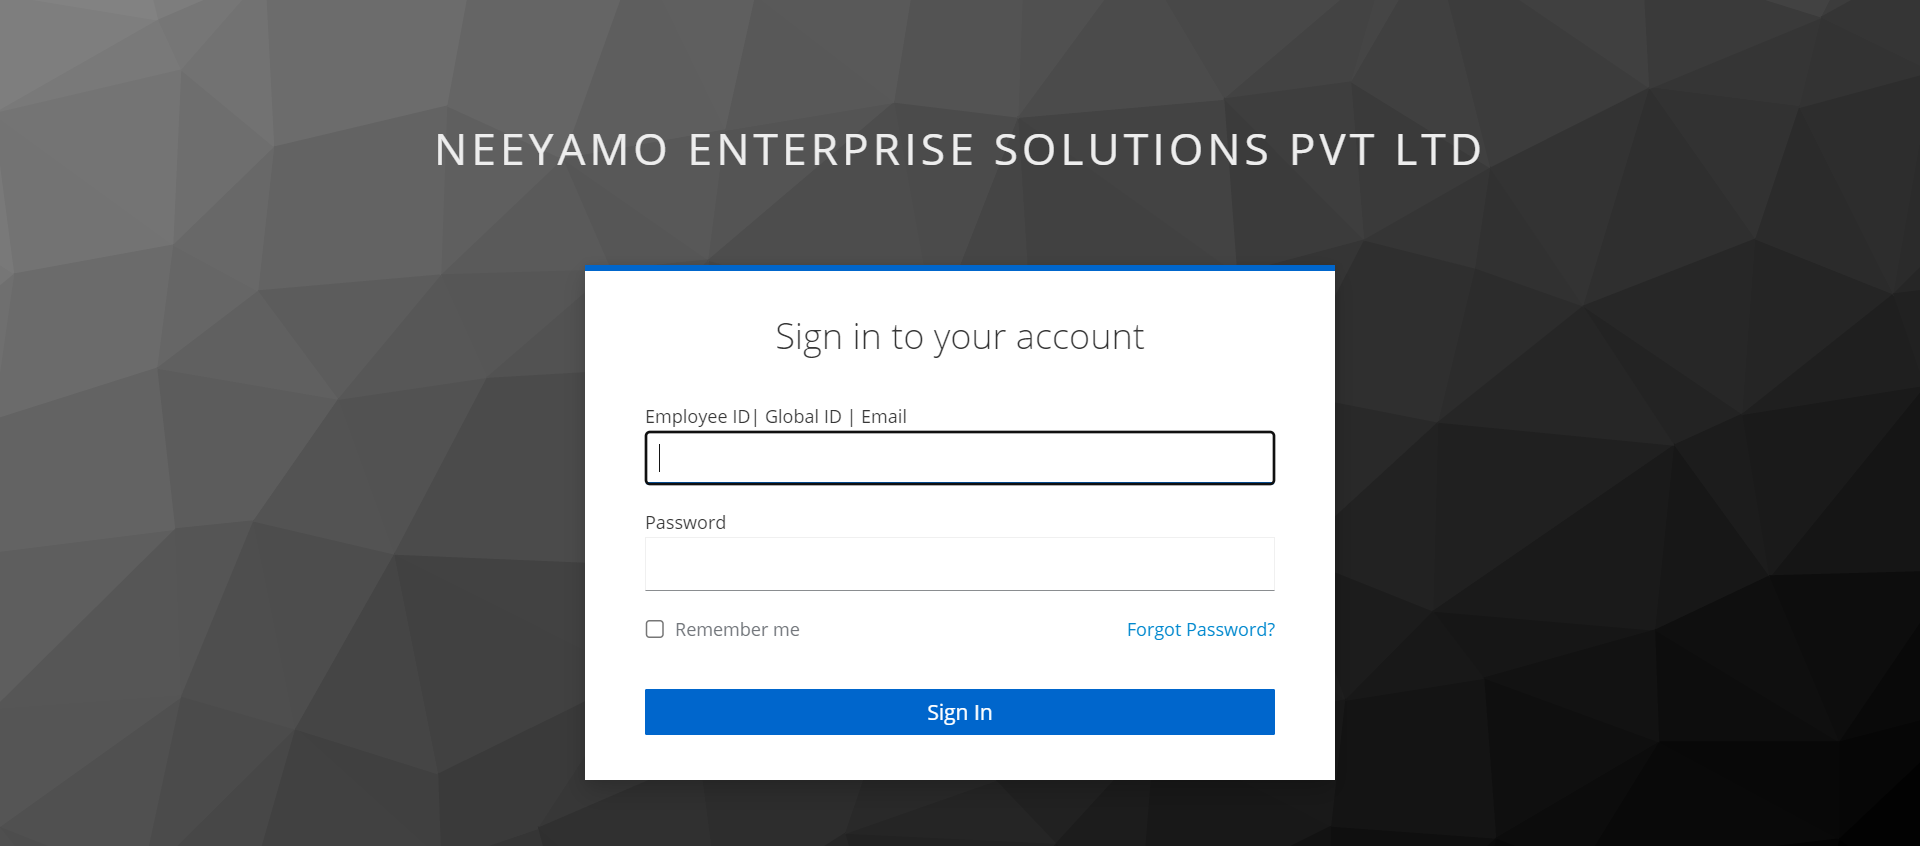 NEEYAMO ENTERPRISE SOLUTIONS PVT LTD
Sign in to your account
Employee ID| Global ID | Email
Password
Remember me
Forgot Password?
Sign In